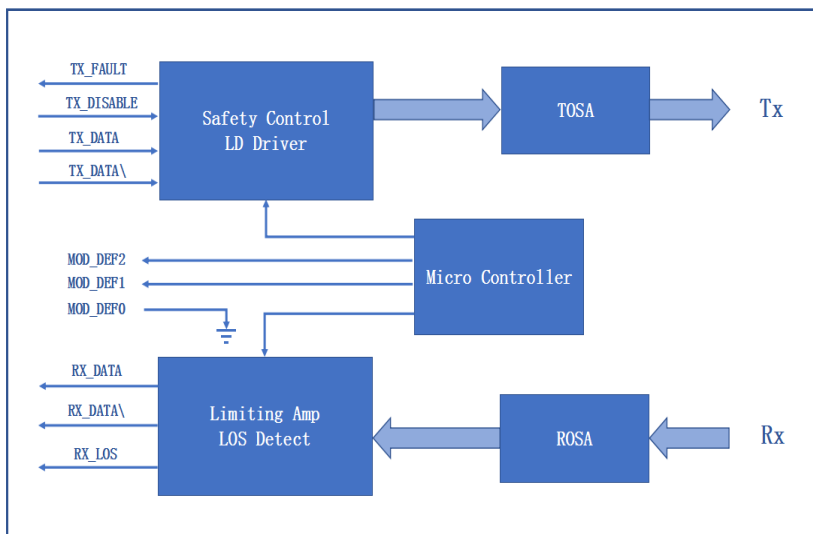 TX_FAULT
TX_DISABLE
TX_DATA
TX_DATA\
Safety Control
LD Driver
TOSA
Tx
MOD_DEF2
MOD_DEF1
MOD_DEF0
Micro Controller
RX_DATA
RX_DATA\
RX_LOS
Limiting Amp
LOS Detect
ROSA
Rx